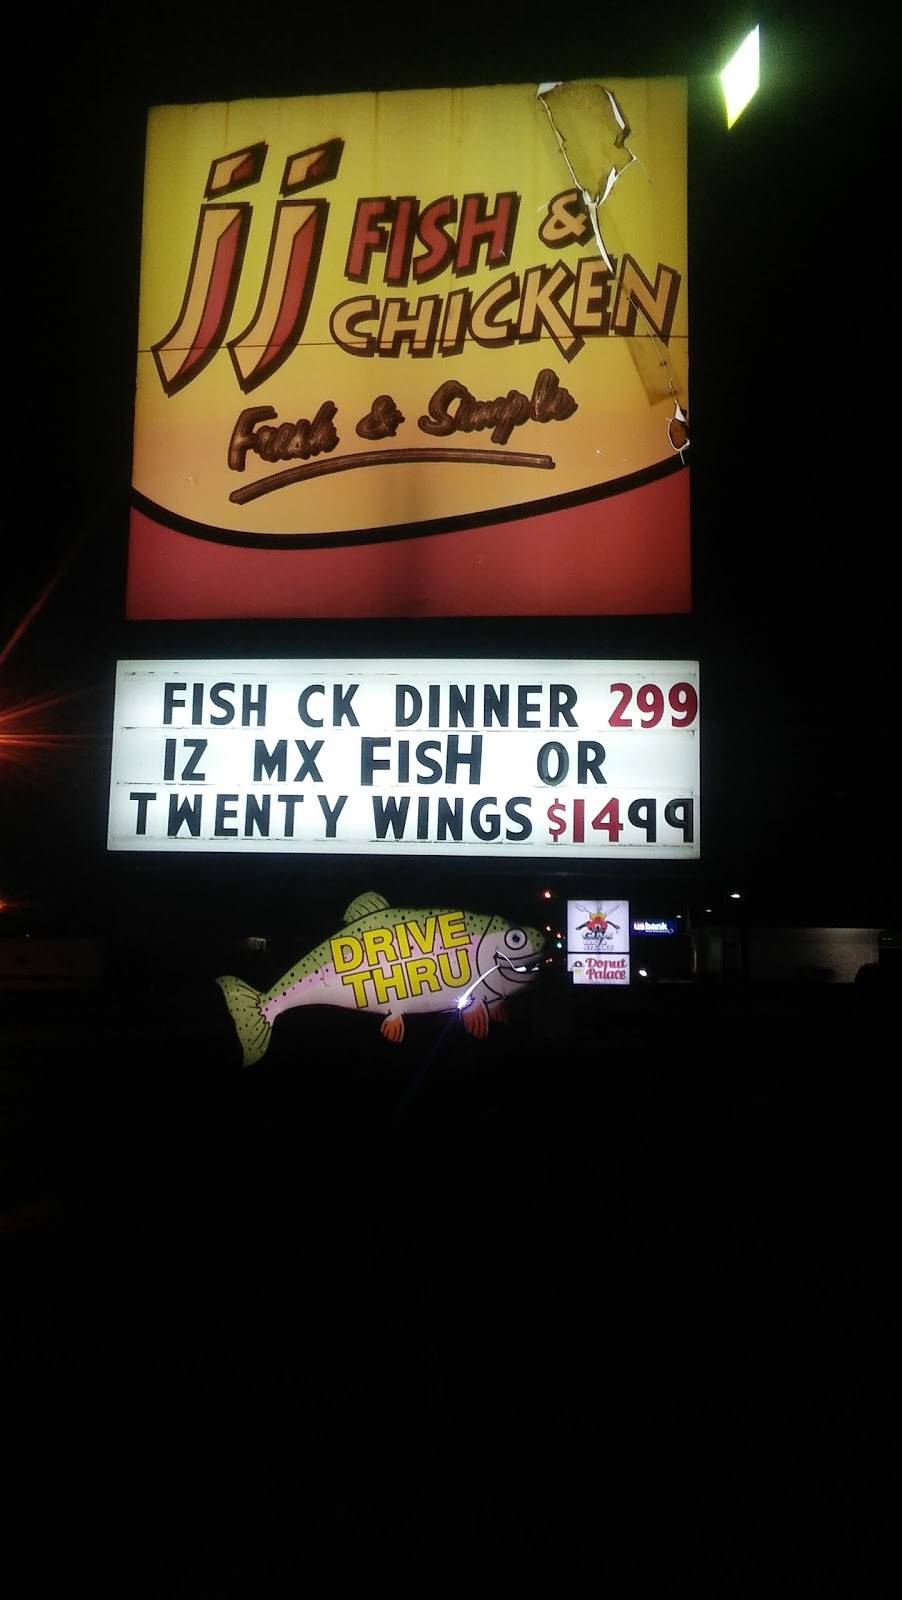 jj FISH &
CHICKEN
Fresh & Simple
FISH CK DINNER 299
IZ MX FISH OR
TWENTY WINGS $1499
DRIVE
THRU
usbank
Donut
Palace